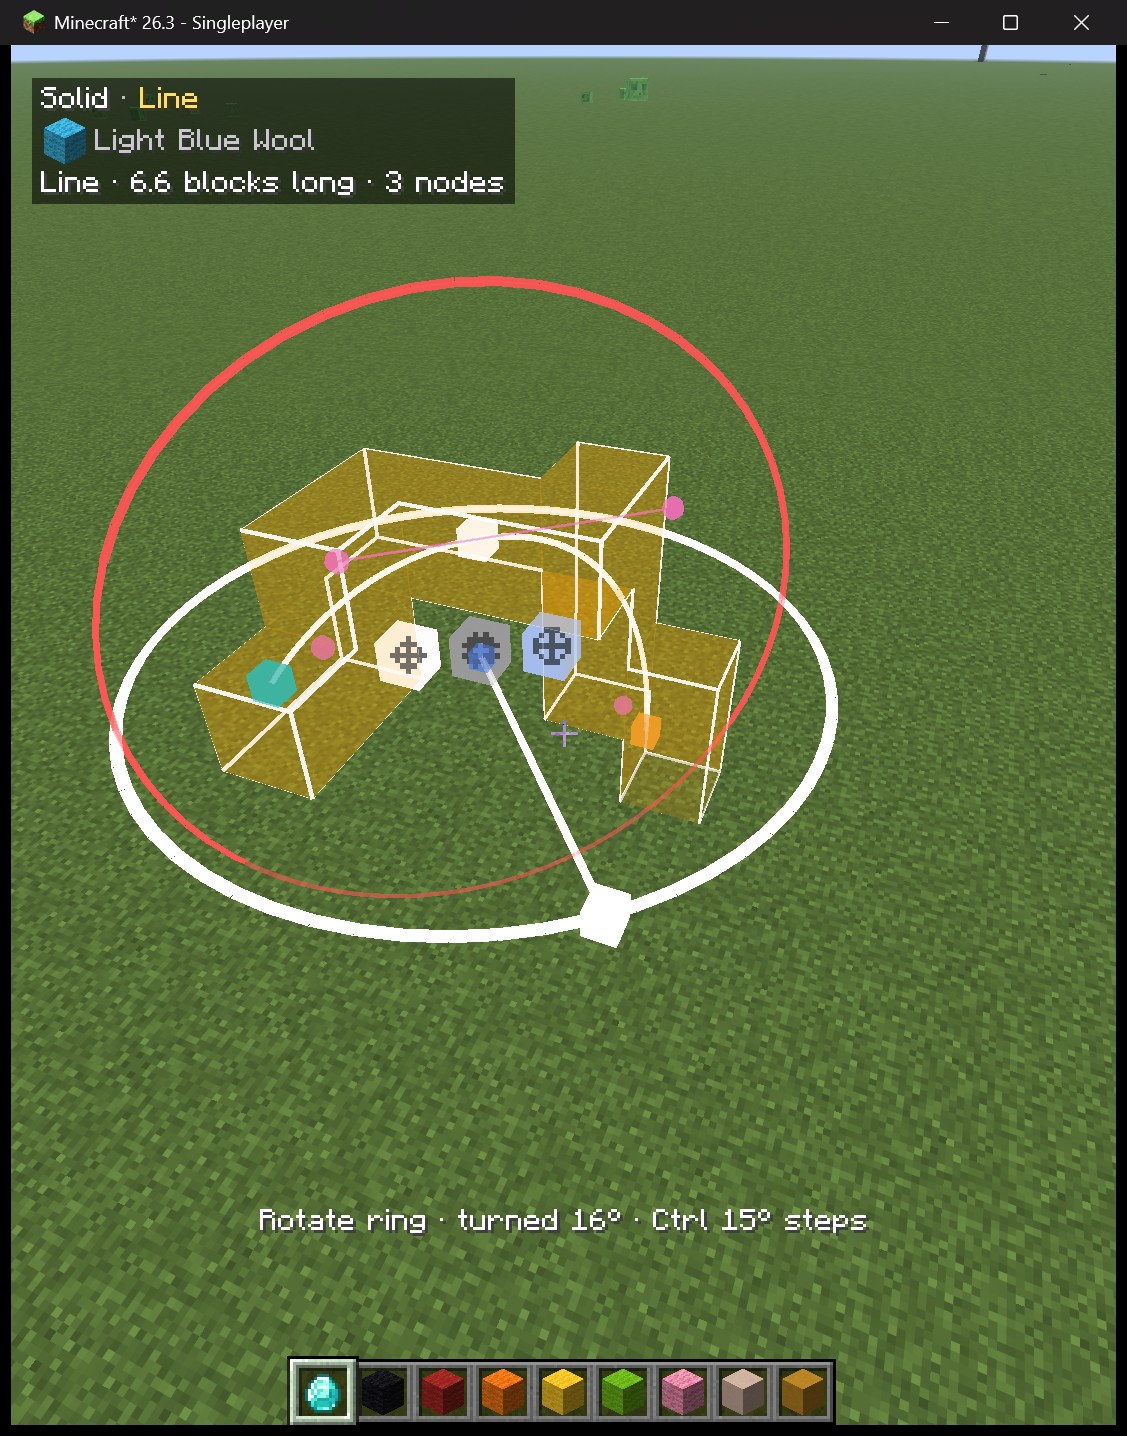 Minecraft* 26.3 - Singleplayer
Solid · Line
Light Blue Wool
Line · 6.6 blocks long · 3 nodes
Rotate ring · turned 16° · Ctrl 15° steps